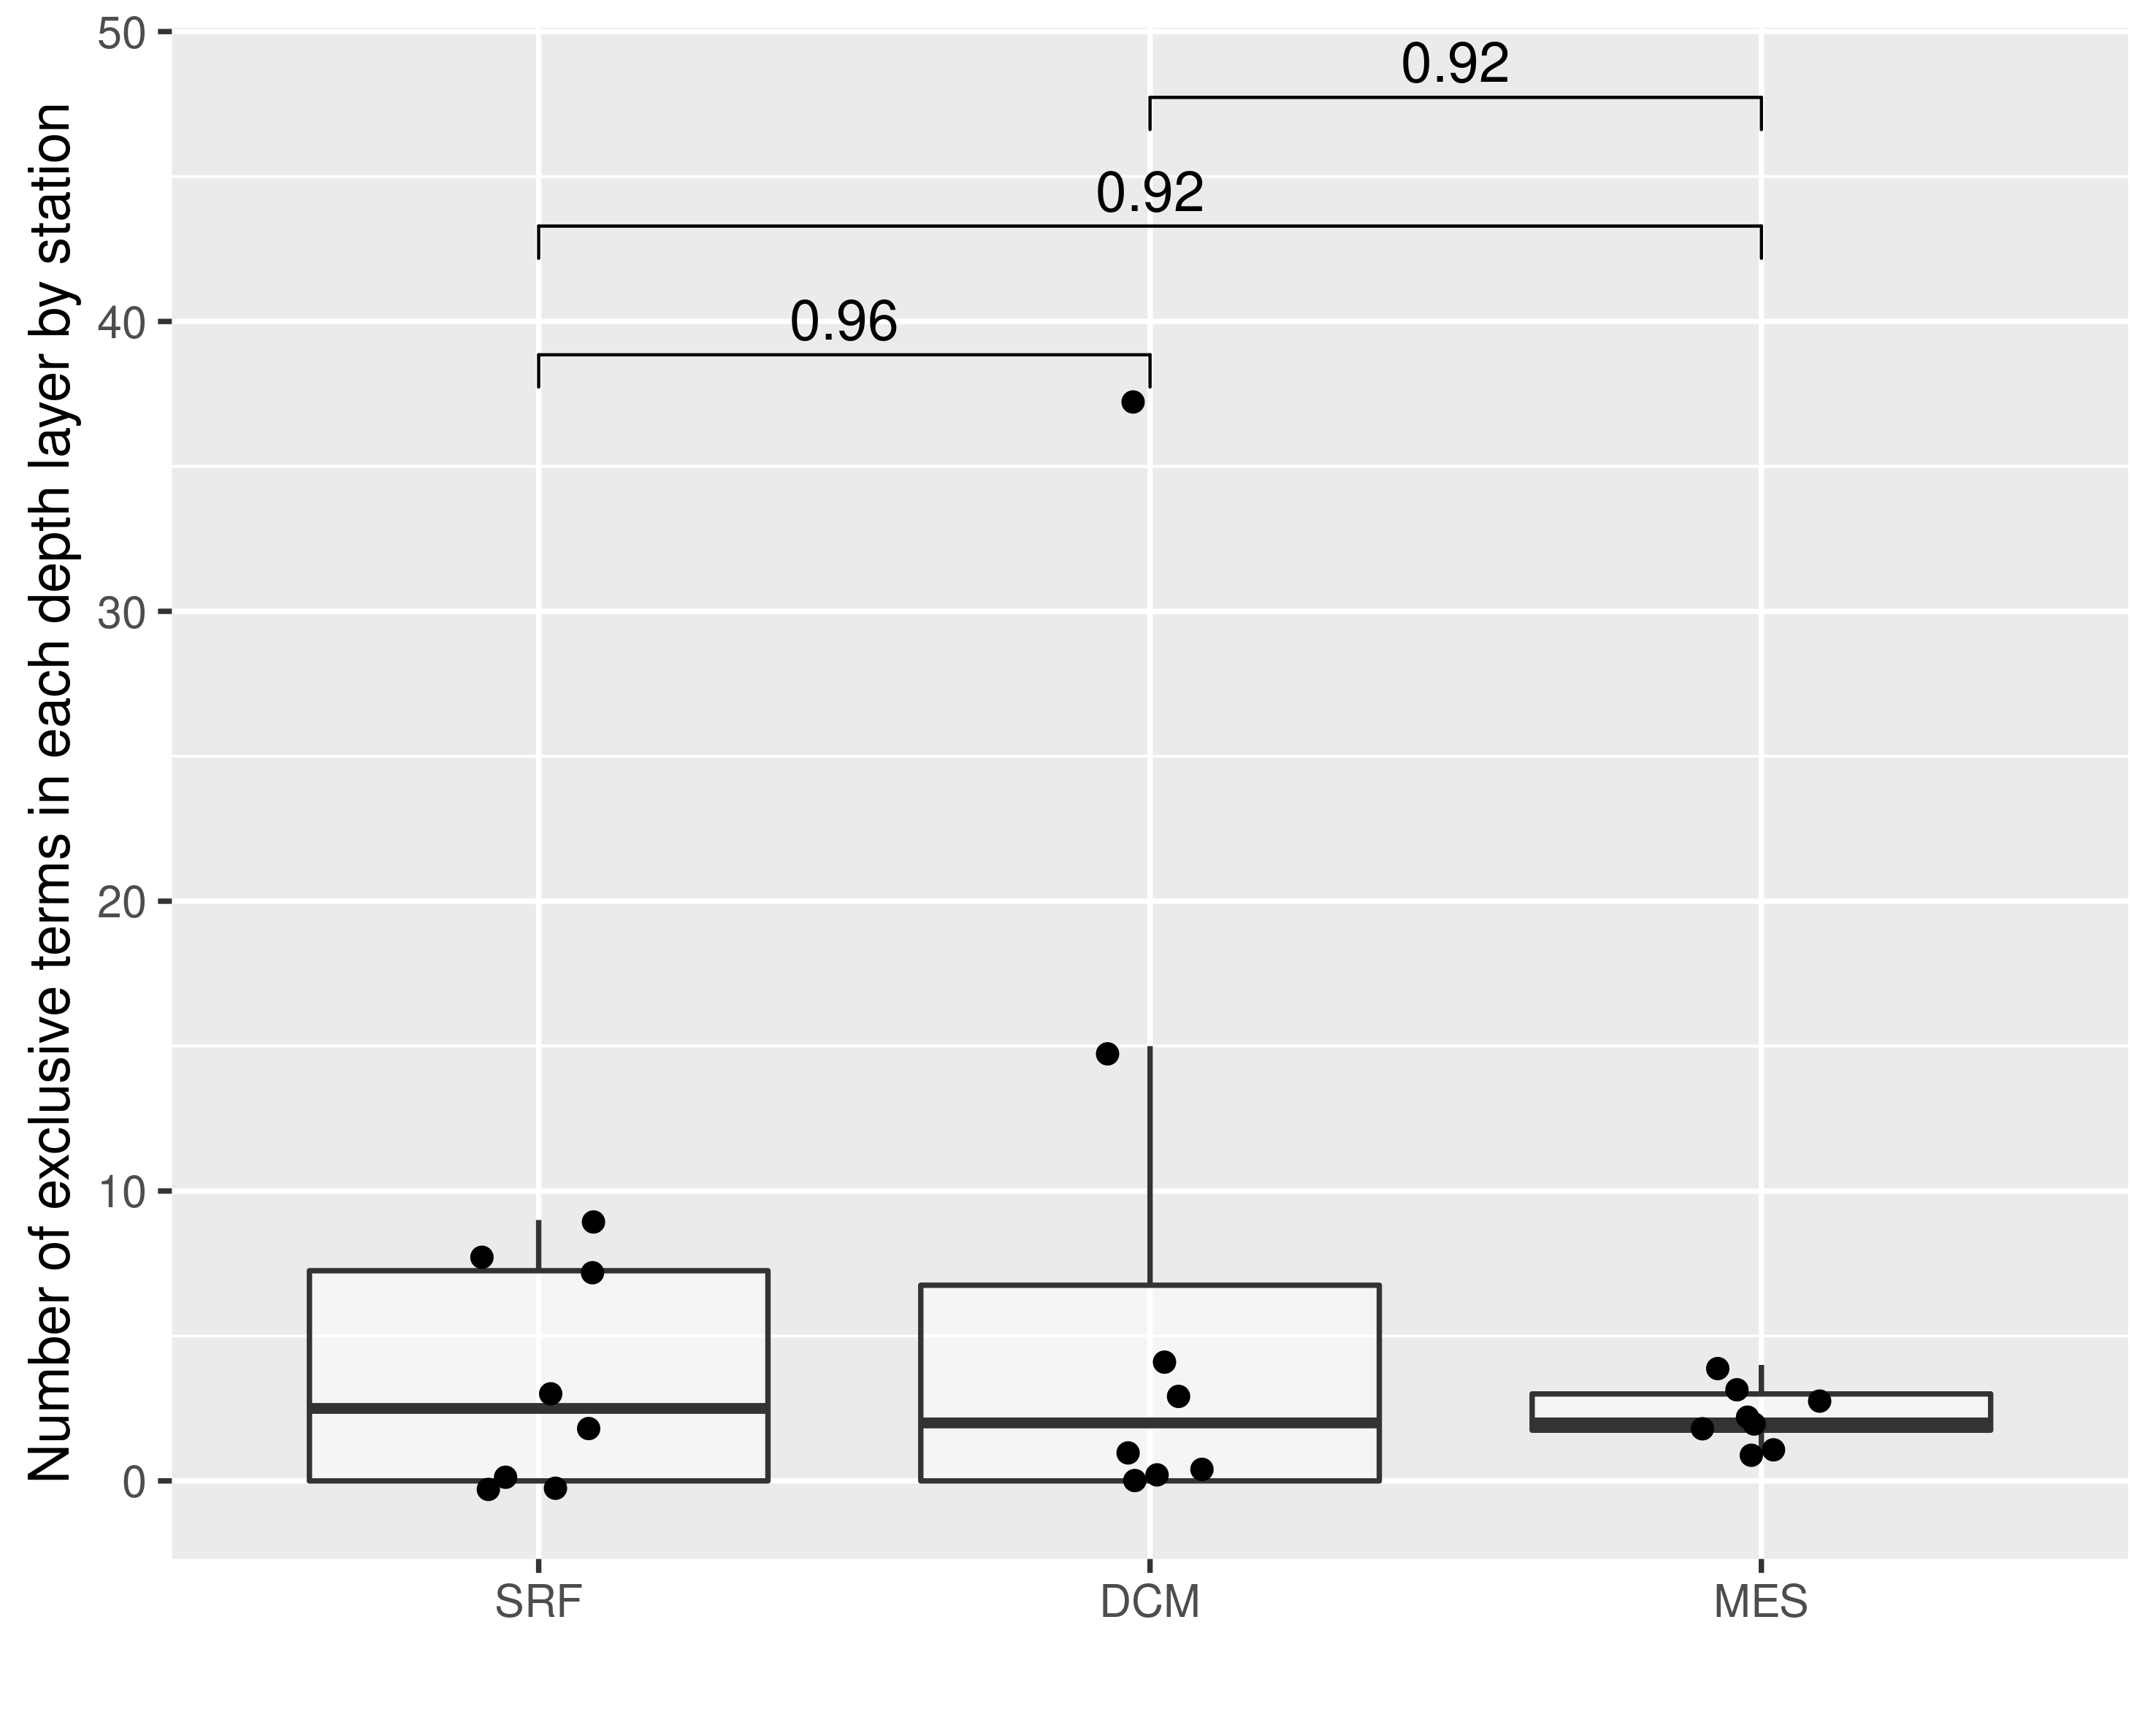 Number of exclusive terms in each depth layer by station
50
40
30
20
10
0
0.92
0.92
0.96
SRF
DCM
MES